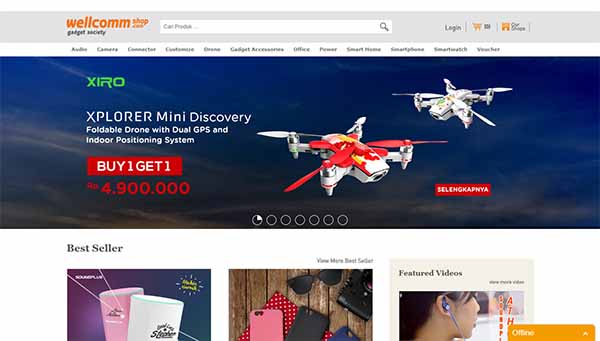 wellcomm shop
.com
gadget society
Cari Produk ...
Login
(0)
Our
Shops
Audio Camera Connector Customize Drone Gadget Accessories Office Power Smart Home Smartphone Smartwatch Voucher
XIRO
XPLORER Mini Discovery
Foldable Drone with Dual GPS and
Indoor Positioning System
BUY 1 GET 1
Rp 4.900.000
SELENGKAPNYA
Best Seller
View More Best Seller
Featured Videos
view more video
SOUNDPLUS
Offline